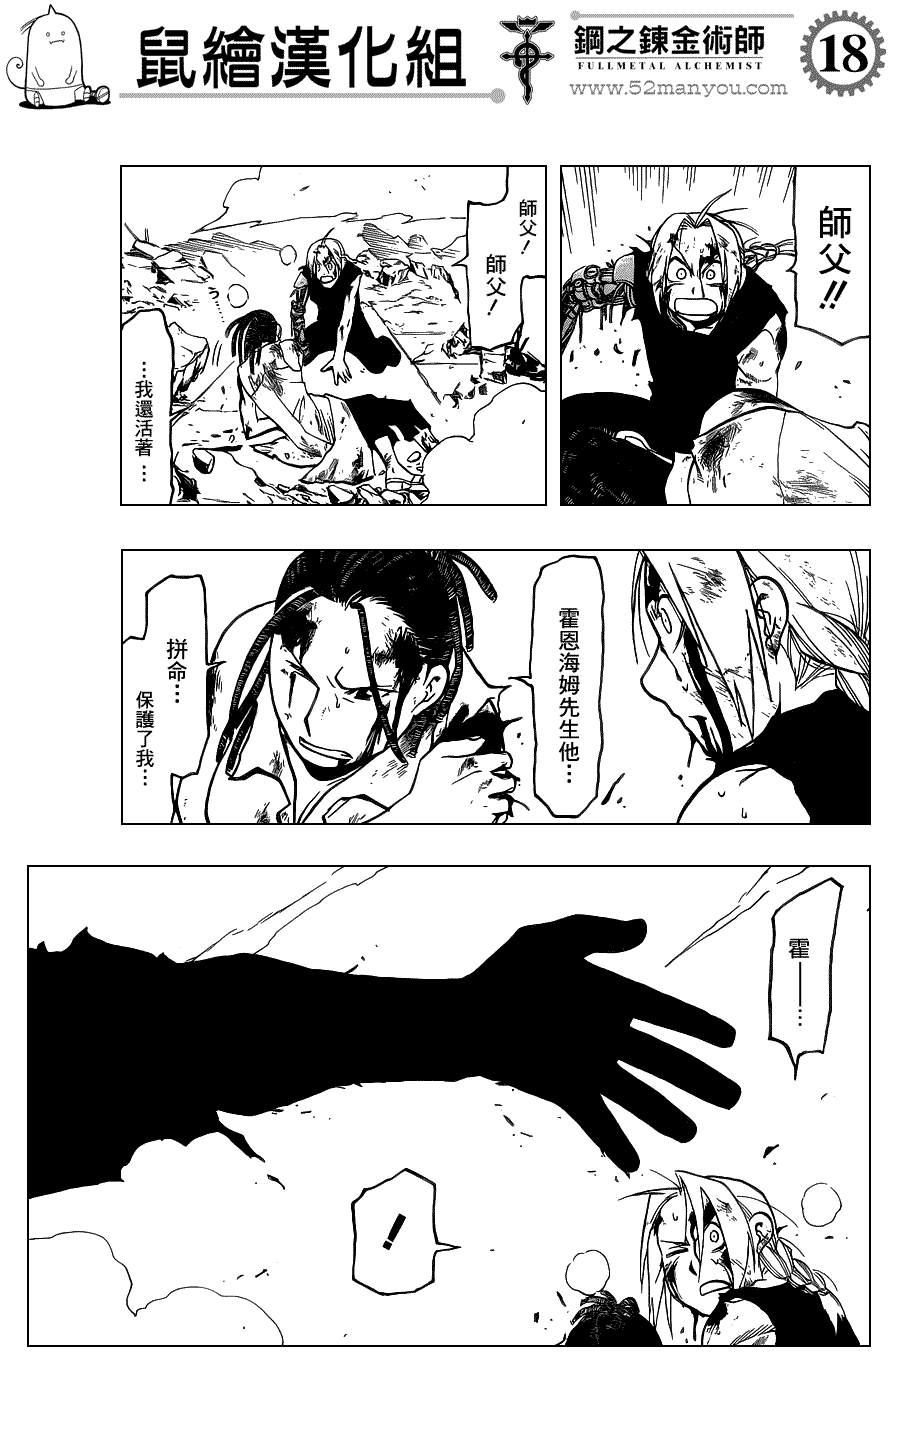 鼠繪漢化組
鋼之鍊金術師
FULLMETAL ALCHEMIST
www.52manyou.com
18
師父!!
師父!
師父!
…我還活著…
霍恩海姆先生他…
拼命…
保護了我…
霍——…
!